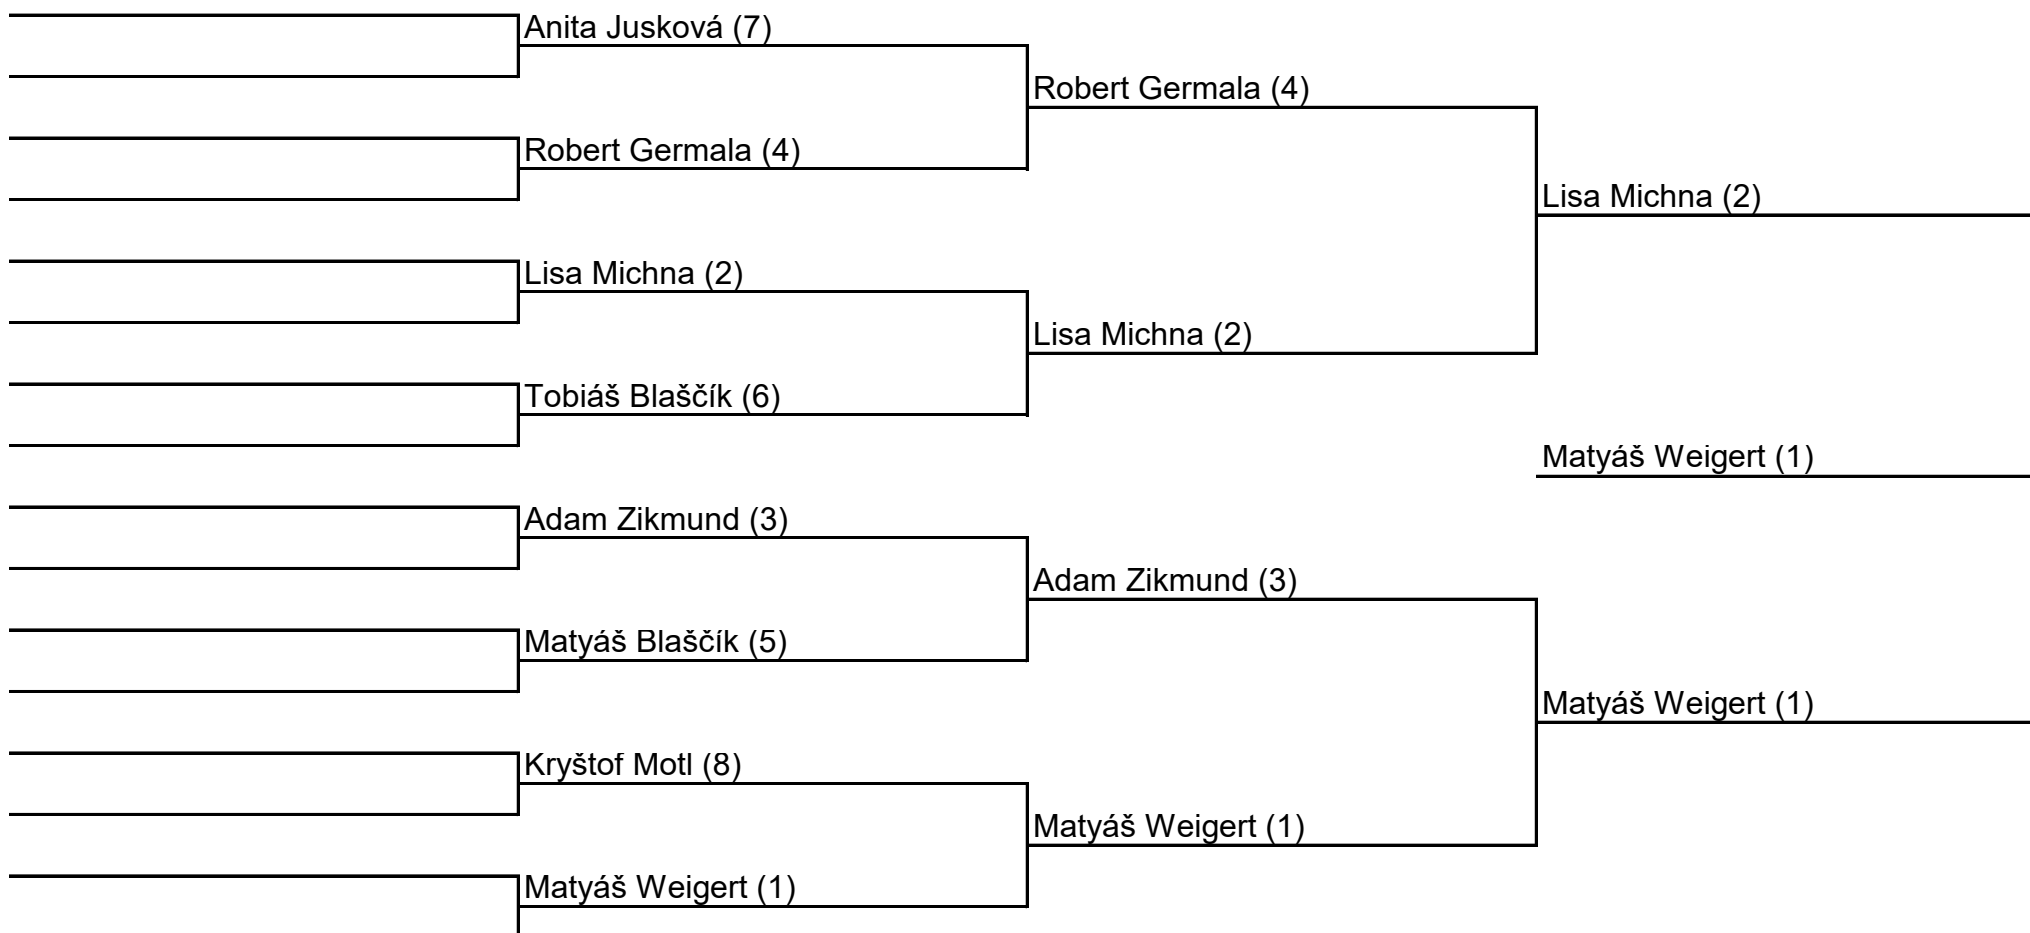 Anita Jusková (7)
Robert Germala (4)
Robert Germala (4)
Lisa Michna (2)
Lisa Michna (2)
Lisa Michna (2)
Tobiáš Blaščík (6)
Matyáš Weigert (1)
Adam Zikmund (3)
Adam Zikmund (3)
Matyáš Blaščík (5)
Matyáš Weigert (1)
Kryštof Motl (8)
Matyáš Weigert (1)
Matyáš Weigert (1)